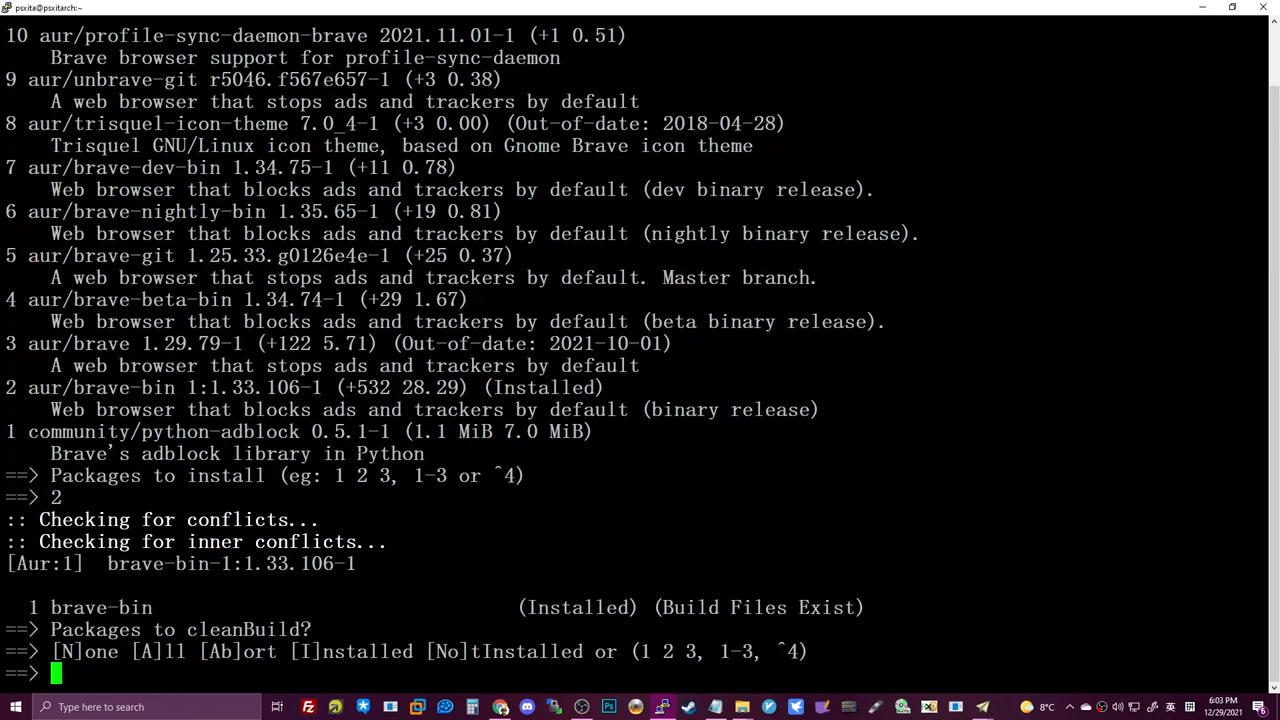 psxita@psxitarch:~
10 aur/profile-sync-daemon-brave 2021.11.01-1 (+1 0.51)
Brave browser support for profile-sync-daemon
9 aur/unbrave-git r5046.f567e657-1 (+3 0.38)
A web browser that stops ads and trackers by default
8 aur/trisquel-icon-theme 7.0_4-1 (+3 0.00) (Out-of-date: 2018-04-28)
Trisquel GNU/Linux icon theme, based on Gnome Brave icon theme
7 aur/brave-dev-bin 1.34.75-1 (+11 0.78)
Web browser that blocks ads and trackers by default (dev binary release).
6 aur/brave-nightly-bin 1.35.65-1 (+19 0.81)
Web browser that blocks ads and trackers by default (nightly binary release).
5 aur/brave-git 1.25.33.g0126e4e-1 (+25 0.37)
A web browser that stops ads and trackers by default. Master branch.
4 aur/brave-beta-bin 1.34.74-1 (+29 1.67)
Web browser that blocks ads and trackers by default (beta binary release).
3 aur/brave 1.29.79-1 (+122 5.71) (Out-of-date: 2021-10-01)
A web browser that stops ads and trackers by default
2 aur/brave-bin 1:1.33.106-1 (+532 28.29) (Installed)
Web browser that blocks ads and trackers by default (binary release)
1 community/python-adblock 0.5.1-1 (1.1 MiB 7.0 MiB)
Brave's adblock library in Python
==> Packages to install (eg: 1 2 3, 1-3 or ^4)
==> 2
:: Checking for conflicts...
:: Checking for inner conflicts...
[Aur:1] brave-bin-1:1.33.106-1
1 brave-bin (Installed) (Build Files Exist)
==> Packages to cleanBuild?
==> [N]one [A]ll [Ab]ort [I]nstalled [No]tInstalled or (1 2 3, 1-3, ^4)
==>
Type here to search
8°C
英
6:03 PM
12/29/2021
6